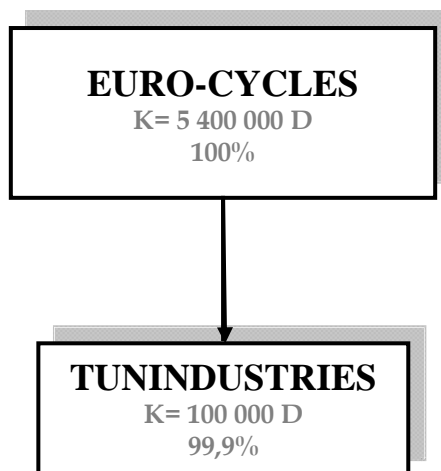 EURO-CYCLES
K= 5 400 000 D
100%
TUNINDUSTRIES
K= 100 000 D
99,9%